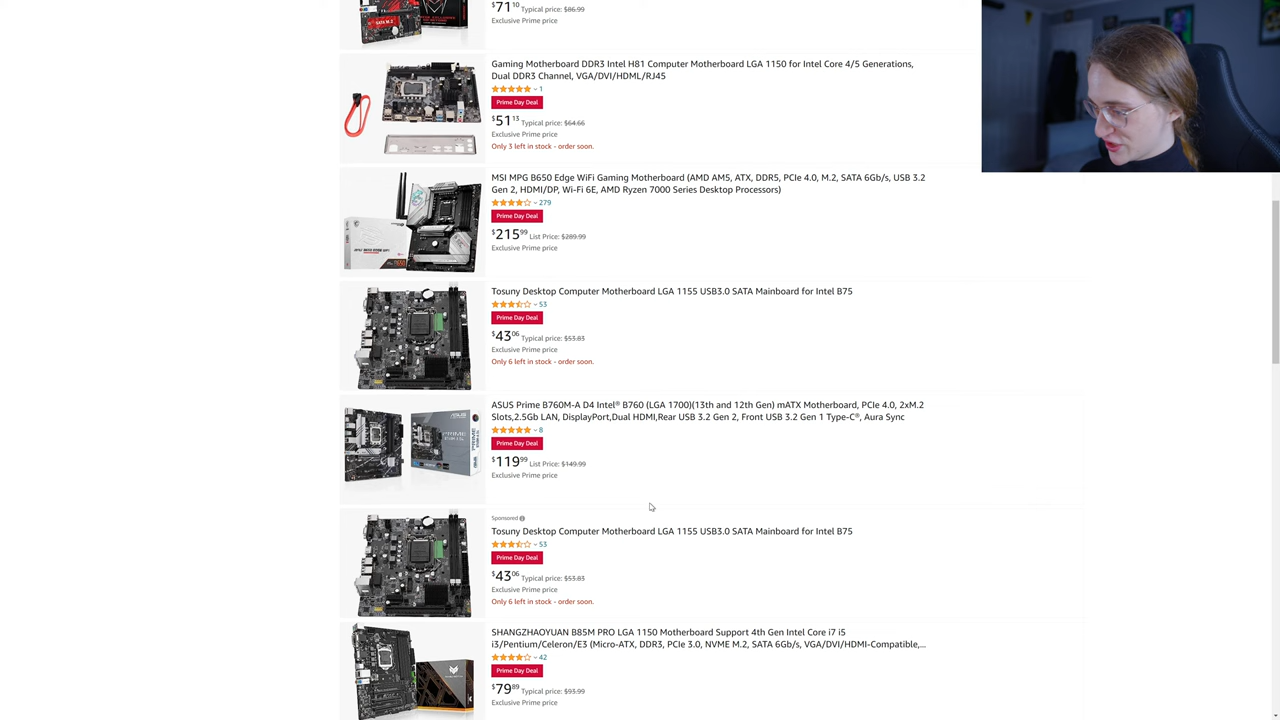 $71.10 Typical price: $86.99
Exclusive Prime price
SATA M.2
Gaming Motherboard DDR3 Intel H81 Computer Motherboard LGA 1150 for Intel Core 4/5 Generations,
Dual DDR3 Channel, VGA/DVI/HDML/RJ45
1
Prime Day Deal
$51.13 Typical price: $64.66
Exclusive Prime price
Only 3 left in stock - order soon.
MSI MPG B650 Edge WiFi Gaming Motherboard (AMD AM5, ATX, DDR5, PCIe 4.0, M.2, SATA 6Gb/s, USB 3.2
Gen 2, HDMI/DP, Wi-Fi 6E, AMD Ryzen 7000 Series Desktop Processors)
279
Prime Day Deal
$215.99 List Price: $289.99
Exclusive Prime price
Tosuny Desktop Computer Motherboard LGA 1155 USB3.0 SATA Mainboard for Intel B75
53
Prime Day Deal
$43.06 Typical price: $53.83
Exclusive Prime price
Only 6 left in stock - order soon.
ASUS Prime B760M-A D4 Intel® B760 (LGA 1700)(13th and 12th Gen) mATX Motherboard, PCIe 4.0, 2xM.2
Slots,2.5Gb LAN, DisplayPort,Dual HDMI,Rear USB 3.2 Gen 2, Front USB 3.2 Gen 1 Type-C®, Aura Sync
8
Prime Day Deal
$119.99 List Price: $149.99
Exclusive Prime price
Sponsored
Tosuny Desktop Computer Motherboard LGA 1155 USB3.0 SATA Mainboard for Intel B75
53
Prime Day Deal
$43.06 Typical price: $53.83
Exclusive Prime price
Only 6 left in stock - order soon.
SHANGZHAOYUAN B85M PRO LGA 1150 Motherboard Support 4th Gen Intel Core i7 i5
i3/Pentium/Celeron/E3 (Micro-ATX, DDR3, PCIe 3.0, NVME M.2, SATA 6Gb/s, VGA/DVI/HDMI-Compatible,...
42
Prime Day Deal
$79.89 Typical price: $93.99
Exclusive Prime price